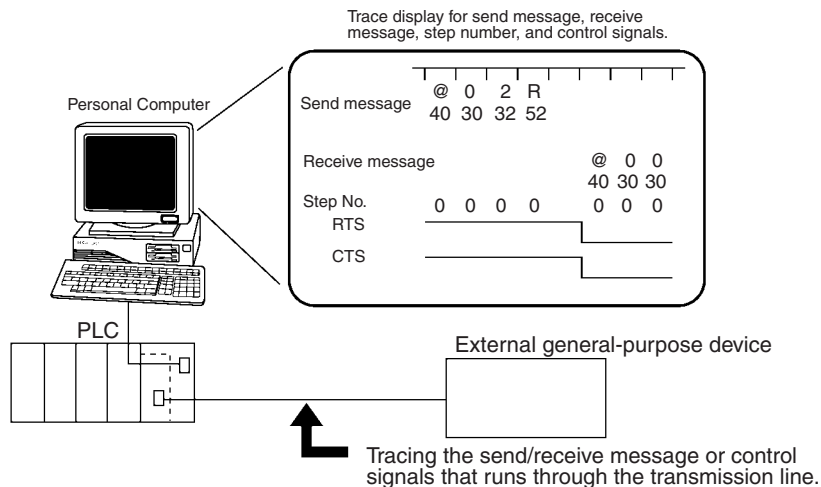 Trace display for send message, receive
message, step number, and control signals.
Personal Computer
Send message
@ 0 2 R
40 30 32 52
Receive message
@ 0 0
40 30 30
Step No.
0 0 0 0 0 0 0
RTS
CTS
PLC
External general-purpose device
Tracing the send/receive message or control
signals that runs through the transmission line.